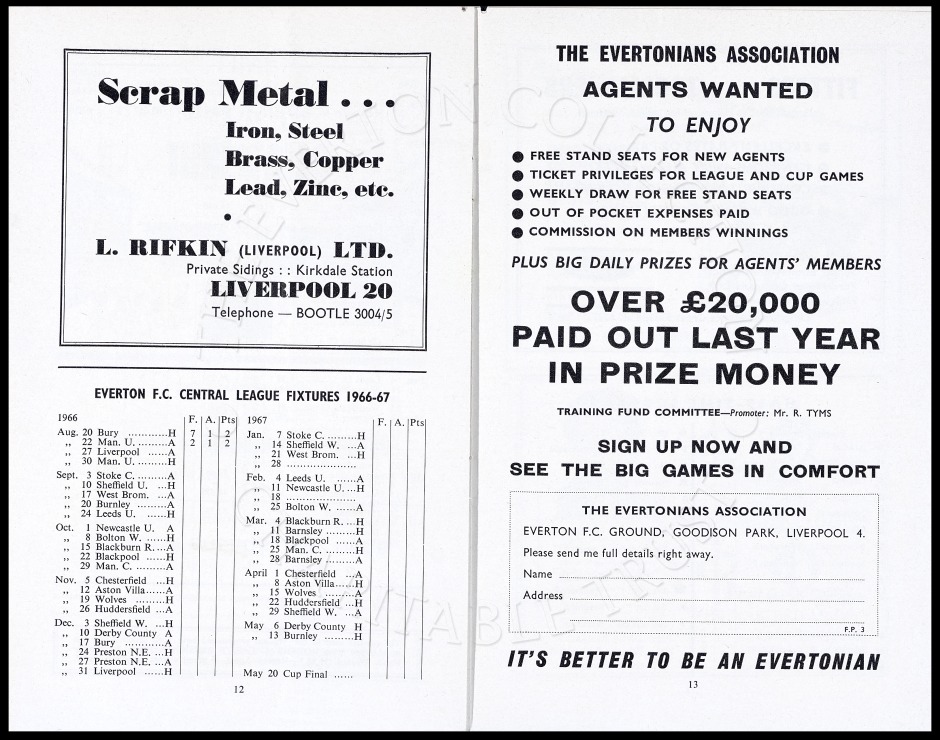 Scrap Metal . . .
Iron, Steel
Brass, Copper
Lead, Zinc, etc.
L. RIFKIN (LIVERPOOL) LTD.
Private Sidings : : Kirkdale Station
LIVERPOOL 20
Telephone — BOOTLE 3004/5
EVERTON F.C. CENTRAL LEAGUE FIXTURES 1966-67
1966 F. A. Pts
Aug. 20 Bury ............H 7 1 2
,, 22 Man. U. .........A 2 1 2
,, 27 Liverpool ......A
,, 30 Man. U. .........H
Sept. 3 Stoke C. .........A
,, 10 Sheffield U. ...H
,, 17 West Brom. ...A
,, 20 Burnley .........A
,, 24 Leeds U. ......H
Oct. 1 Newcastle U. A
,, 8 Bolton W. ......H
,, 15 Blackburn R. ...A
,, 22 Blackpool ......H
,, 29 Man. C. .........A
Nov. 5 Chesterfield ...H
,, 12 Aston Villa......A
,, 19 Wolves .........H
,, 26 Huddersfield ...A
Dec. 3 Sheffield W. ...H
,, 10 Derby County A
,, 17 Bury ............A
,, 24 Preston N.E. ...H
,, 27 Preston N.E. ...A
,, 31 Liverpool ......H
1967 F. A. Pts
Jan. 7 Stoke C. .........H
,, 14 Sheffield W. ...A
,, 21 West Brom. ...H
,, 28 ........................
Feb. 4 Leeds U. .........A
,, 11 Newcastle U. ...H
,, 18 ........................
,, 25 Bolton W. ......A
Mar. 4 Blackburn R. ...H
,, 11 Barnsley .........H
,, 18 Blackpool ......A
,, 25 Man. C. .........H
,, 28 Barnsley .........A
April 1 Chesterfield ...A
,, 8 Aston Villa......H
,, 15 Wolves .........A
,, 22 Huddersfield ...H
,, 29 Sheffield W. ...A
May 6 Derby County H
,, 13 Burnley .........H
May 20 Cup Final ......
12
THE EVERTONIANS ASSOCIATION
AGENTS WANTED
TO ENJOY
● FREE STAND SEATS FOR NEW AGENTS
● TICKET PRIVILEGES FOR LEAGUE AND CUP GAMES
● WEEKLY DRAW FOR FREE STAND SEATS
● OUT OF POCKET EXPENSES PAID
● COMMISSION ON MEMBERS WINNINGS
PLUS BIG DAILY PRIZES FOR AGENTS' MEMBERS
OVER £20,000
PAID OUT LAST YEAR
IN PRIZE MONEY
TRAINING FUND COMMITTEE—Promoter: Mr. R. TYMS
SIGN UP NOW AND
SEE THE BIG GAMES IN COMFORT
THE EVERTONIANS ASSOCIATION
EVERTON F.C. GROUND, GOODISON PARK, LIVERPOOL 4.
Please send me full details right away.
Name
Address
F.P. 3
IT'S BETTER TO BE AN EVERTONIAN
13
THE EVERTON COLLECTION
CHARITABLE TRUST